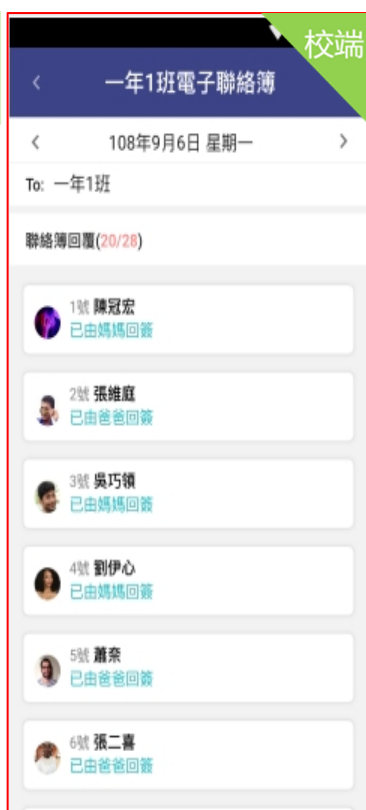 校端
一年1班電子聯絡簿
108年9月6日 星期一
To: 一年1班
聯絡簿回覆(20/28)
1號 陳冠宏
已由媽媽回簽
2號 張維庭
已由爸爸回簽
3號 吳巧領
已由媽媽回簽
4號 劉伊心
已由媽媽回簽
5號 蕭奈
已由爸爸回簽
6號 張二喜
已由爸爸回簽